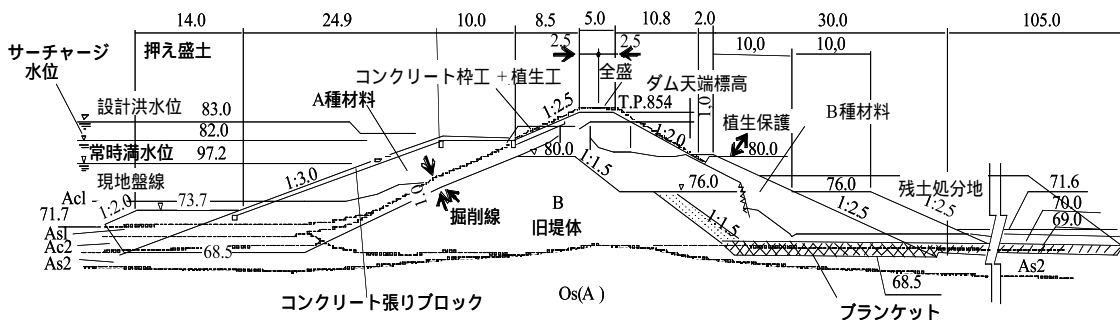 14.0 24.9 10.0 8.5 5.0 10.8 2.0 30.0 105.0
2.5 2.5 10,0 10,0
サーチャージ
水位
押え盛土
コンクリート枠工 +植生工
全盛
ダム天端標高
T.P.854
1.0
設計洪水位 83.0
82.0
常時満水位 97.2
現地盤線
A種材料
B種材料
植生保護
1:2.5
1:2.0
80.0
80.0
1:3.0
1:1.5
76.0
76.0
残土処分地
71.6
70.0
69.0
Acl
73.7
71.7
1:2.0
1.0
掘削線
B
旧堤体
1:1.5
1:2.5
1:2.5
As1
Ac2
68.5
As2
As2
68.5
コンクリート張りブロック
Os(A )
ブランケット